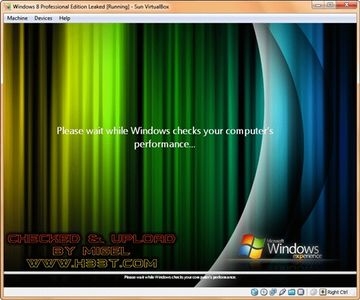 Windows 8 Professional Edition Leaked [Running] - Sun VirtualBox
Machine Devices Help
Please wait while Windows checks your computer's
performance...
CHECKED & UPLOAD
BY MIGEL
WWW.H33T.COM
Microsoft
Windows
experience
Please wait while Windows checks your computer's performance.
Right Ctrl